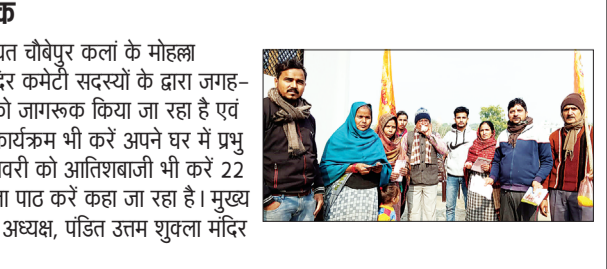 क
यत चौबेपुर कलां के मोहल्ला
दिर कमेटी सदस्यों के द्वारा जगह-
को जागरूक किया जा रहा है एवं
कार्यक्रम भी करें अपने घर में प्रभु
वरी को आतिशबाजी भी करें 22
ा पाठ करें कहा जा रहा है। मुख्य
अध्यक्ष, पंडित उत्तम शुक्ला मंदिर